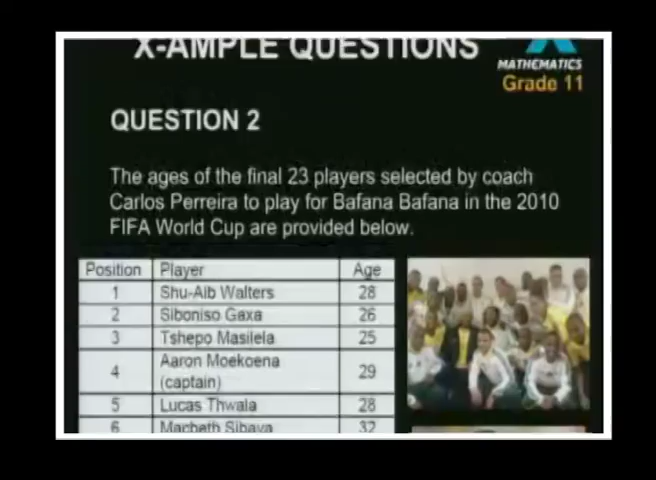 X-AMPLE QUESTIONS
MATHEMATICS
Grade 11
QUESTION 2
The ages of the final 23 players selected by coach
Carlos Perreira to play for Bafana Bafana in the 2010
FIFA World Cup are provided below.
Position Player Age
1 Shu-Aib Walters 28
2 Siboniso Gaxa 26
3 Tshepo Masilela 25
4 Aaron Moekoena (captain) 29
5 Lucas Thwala 28
6 Macbeth Sibaya 32